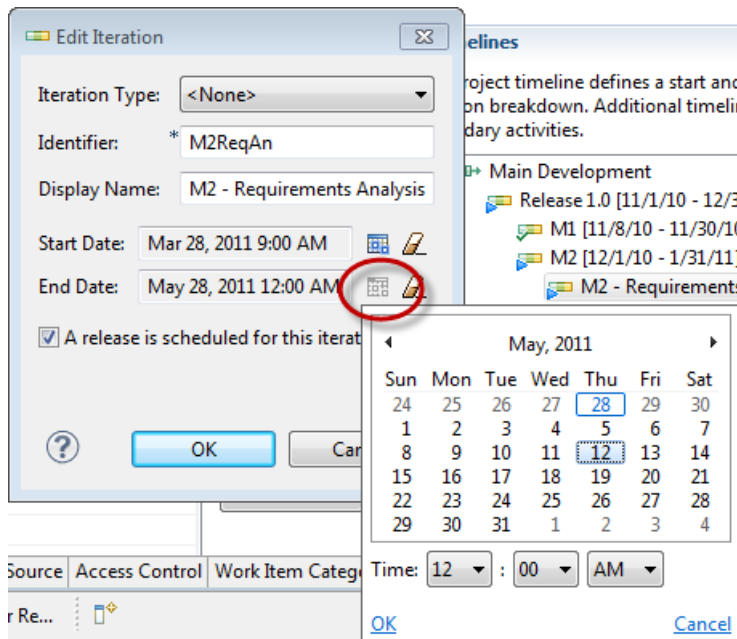 Edit Iteration
Iteration Type: <None>
Identifier: * M2ReqAn
Display Name: M2 - Requirements Analysis
Start Date: Mar 28, 2011 9:00 AM
End Date: May 28, 2011 12:00 AM
A release is scheduled for this iterat
?
OK Can
elines
roject timeline defines a start and
on breakdown. Additional timeli
dary activities.
Main Development
Release 1.0 [11/1/10 - 12/3
M1 [11/8/10 - 11/30/10
M2 [12/1/10 - 1/31/11]
M2 - Requirements
May, 2011
Sun Mon Tue Wed Thu Fri Sat
24 25 26 27 28 29 30
1 2 3 4 5 6 7
8 9 10 11 12 13 14
15 16 17 18 19 20 21
22 23 24 25 26 27 28
29 30 31 1 2 3 4
Time: 12 : 00 AM
OK Cancel
Source Access Control Work Item Catego
r Re...